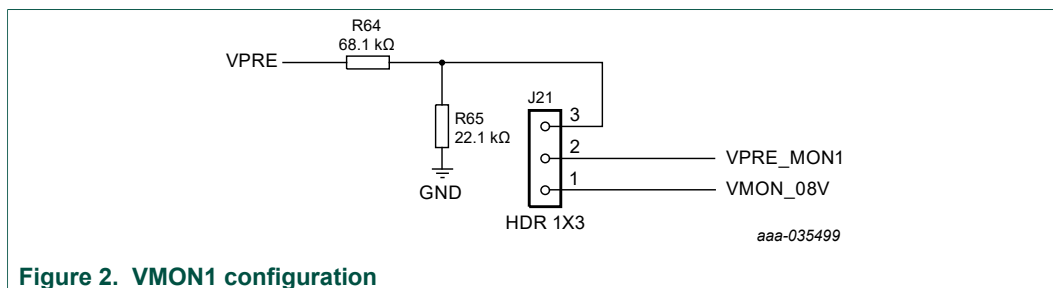 R64
68.1 kΩ
VPRE
J21
3
R65
22.1 kΩ
2
VPRE_MON1
1
VMON_08V
GND
HDR 1X3
aaa-035499
Figure 2. VMON1 configuration